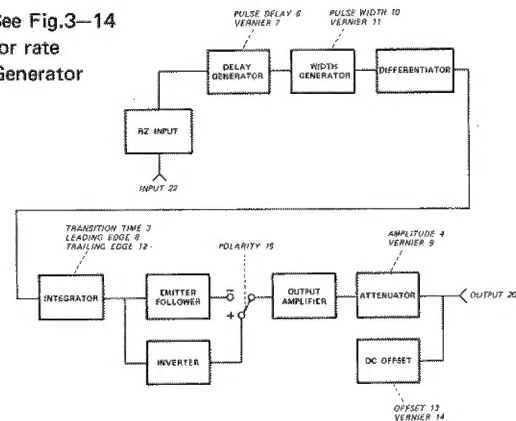 See Fig.3—14
for rate
Generator
PULSE DELAY 6
VERNIER 7
PULSE WIDTH 10
VERNIER 11
DELAY
GENERATOR
WIDTH
GENERATOR
DIFFERENTIATOR
RZ INPUT
INPUT 22
TRANSITION TIME 3
LEADING EDGE 8
TRAILING EDGE 12
POLARITY 15
AMPLITUDE 4
VERNIER 9
INTEGRATOR
EMITTER
FOLLOWER
–
+
OUTPUT
AMPLIFIER
ATTENUATOR
OUTPUT 20
INVERTER
DC OFFSET
OFFSET 13
VERNIER 14